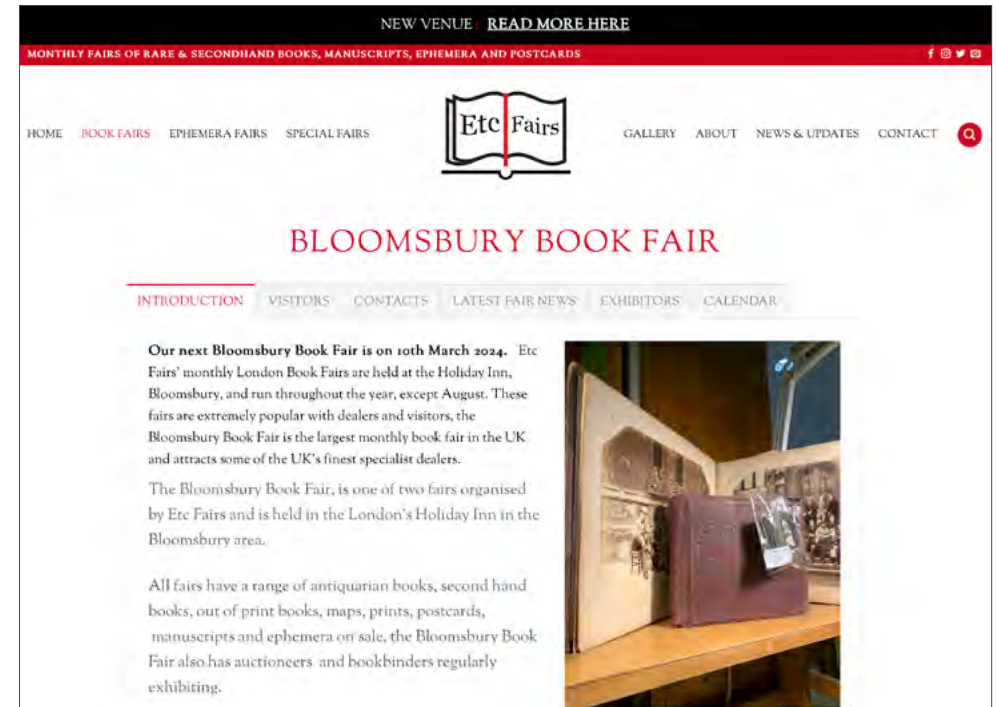 NEW VENUE: READ MORE HERE
MONTHLY FAIRS OF RARE & SECONDHAND BOOKS, MANUSCRIPTS, EPHEMERA AND POSTCARDS
HOME BOOK FAIRS EPHEMERA FAIRS SPECIAL FAIRS Etc Fairs GALLERY ABOUT NEWS & UPDATES CONTACT
BLOOMSBURY BOOK FAIR
INTRODUCTION VISITORS CONTACTS LATEST FAIR NEWS EXHIBITORS CALENDAR
Our next Bloomsbury Book Fair is on 10th March 2024. Etc
Fairs' monthly London Book Fairs are held at the Holiday Inn,
Bloomsbury, and run throughout the year, except August. These
fairs are extremely popular with dealers and visitors, the
Bloomsbury Book Fair is the largest monthly book fair in the UK
and attracts some of the UK's finest specialist dealers.
The Bloomsbury Book Fair, is one of two fairs organised
by Etc Fairs and is held in the London's Holiday Inn in the
Bloomsbury area.
All fairs have a range of antiquarian books, second hand
books, out of print books, maps, prints, postcards,
manuscripts and ephemera on sale, the Bloomsbury Book
Fair also has auctioneers and bookbinders regularly
exhibiting.